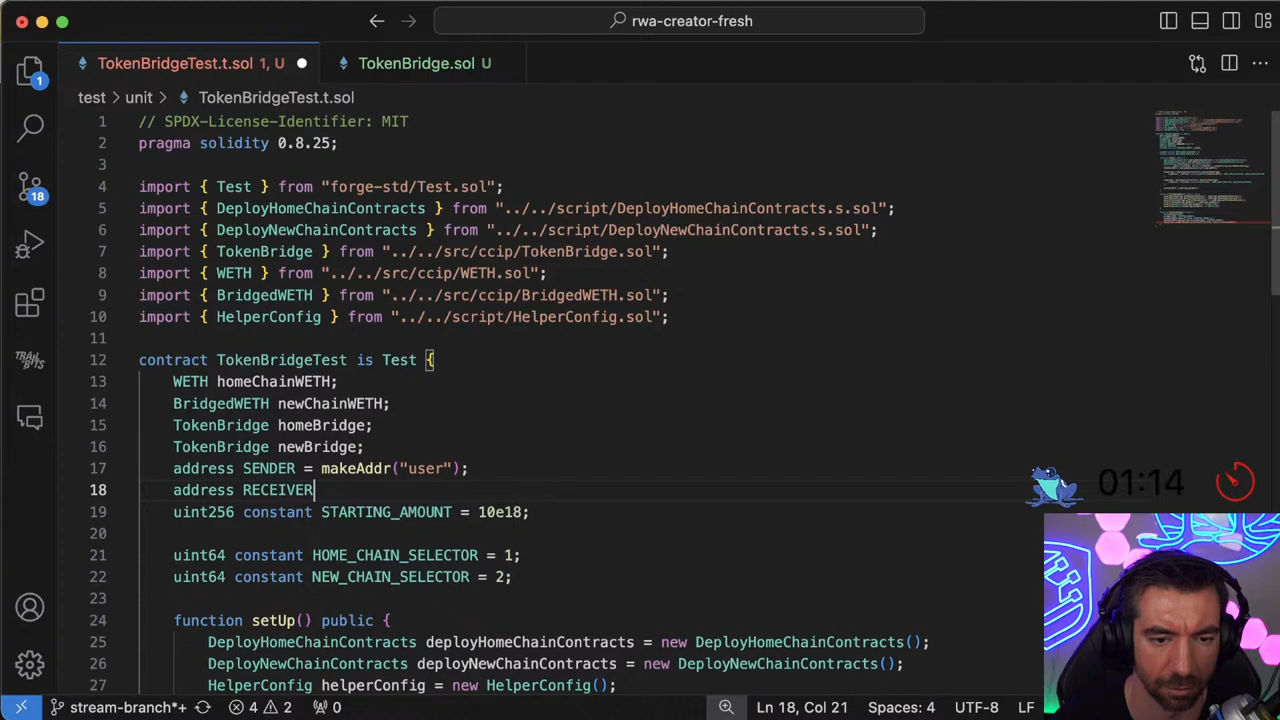 rwa-creator-fresh
TokenBridgeTest.t.sol 1, U
TokenBridge.sol U
test > unit > TokenBridgeTest.t.sol
1 // SPDX-License-Identifier: MIT
2 pragma solidity 0.8.25;
3
4 import { Test } from "forge-std/Test.sol";
5 import { DeployHomeChainContracts } from "../../script/DeployHomeChainContracts.s.sol";
6 import { DeployNewChainContracts } from "../../script/DeployNewChainContracts.s.sol";
7 import { TokenBridge } from "../../src/ccip/TokenBridge.sol";
8 import { WETH } from "../../src/ccip/WETH.sol";
9 import { BridgedWETH } from "../../src/ccip/BridgedWETH.sol";
10 import { HelperConfig } from "../../script/HelperConfig.sol";
11
12 contract TokenBridgeTest is Test {
13 WETH homeChainWETH;
14 BridgedWETH newChainWETH;
15 TokenBridge homeBridge;
16 TokenBridge newBridge;
17 address SENDER = makeAddr("user");
18 address RECEIVER
19 uint256 constant STARTING_AMOUNT = 10e18;
20
21 uint64 constant HOME_CHAIN_SELECTOR = 1;
22 uint64 constant NEW_CHAIN_SELECTOR = 2;
23
24 function setUp() public {
25 DeployHomeChainContracts deployHomeChainContracts = new DeployHomeChainContracts();
26 DeployNewChainContracts deployNewChainContracts = new DeployNewChainContracts();
27 HelperConfig helperConfig = new HelperConfig();
1
18
TRAIL
BITS
01:14
stream-branch*+ 4 2 0 Ln 18, Col 21 Spaces: 4 UTF-8 LF